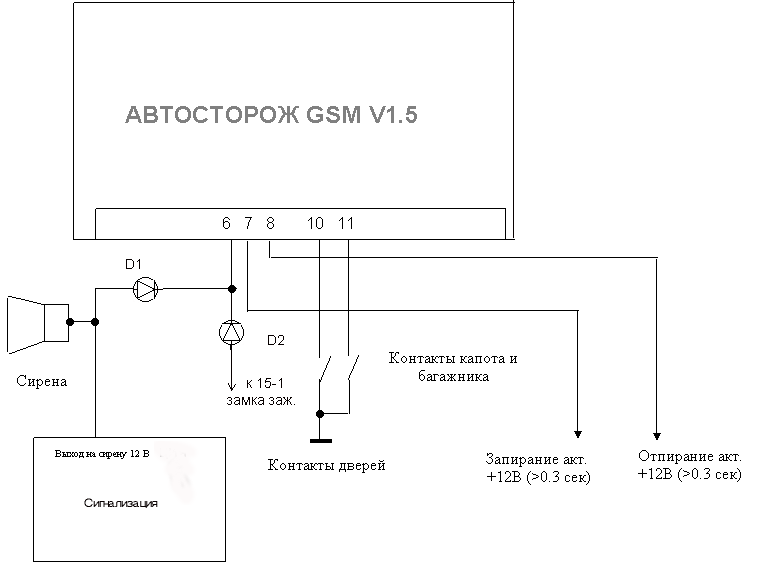 АВТОСТОРОЖ GSM V1.5
6 7 8 10 11
D1
D2
Сирена
к 15-1
замка заж.
Контакты капота и
багажника
Контакты дверей
Запирание акт.
+12В (>0.3 сек)
Отпирание акт.
+12В (>0.3 сек)
Выход на сирену 12 В
Сигнализация